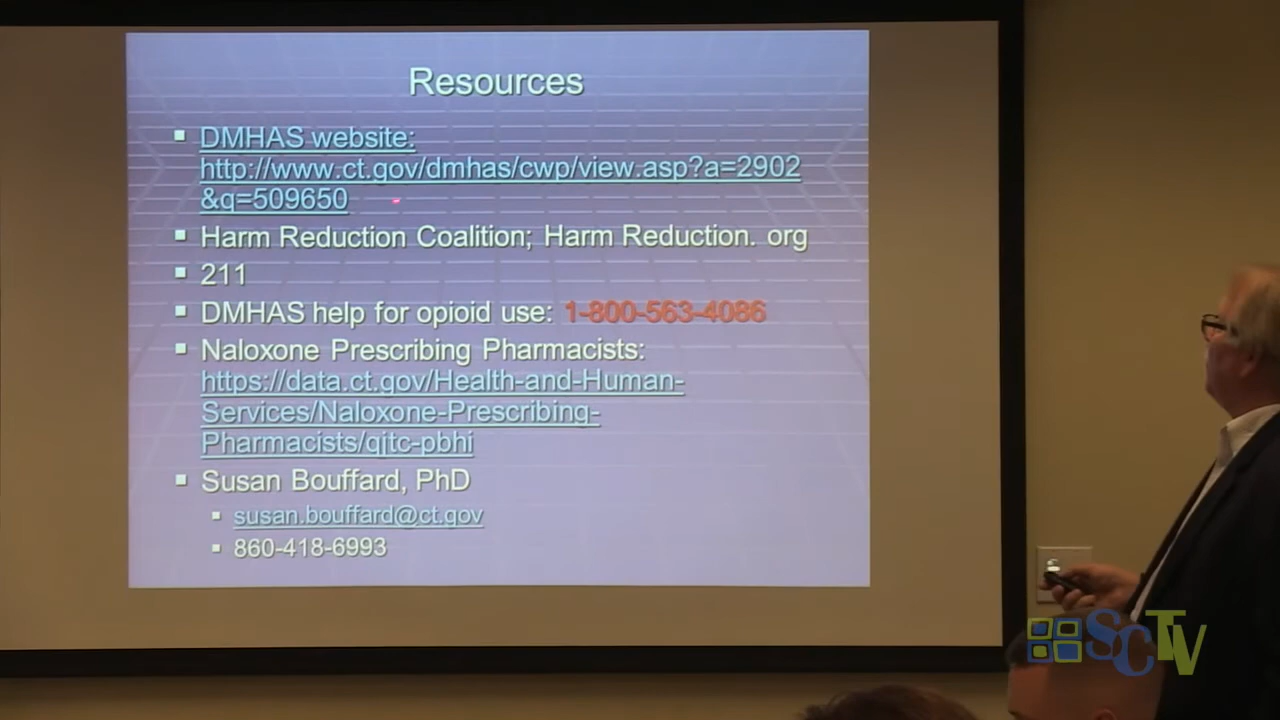 Resources
DMHAS website:
http://www.ct.gov/dmhas/cwp/view.asp?a=2902
&q=509650
Harm Reduction Coalition; Harm Reduction. org
211
DMHAS help for opioid use: 1-800-563-4086
Naloxone Prescribing Pharmacists:
https://data.ct.gov/Health-and-Human-
Services/Naloxone-Prescribing-
Pharmacists/qjtc-pbhi
Susan Bouffard, PhD
susan.bouffard@ct.gov
860-418-6993
SCTV